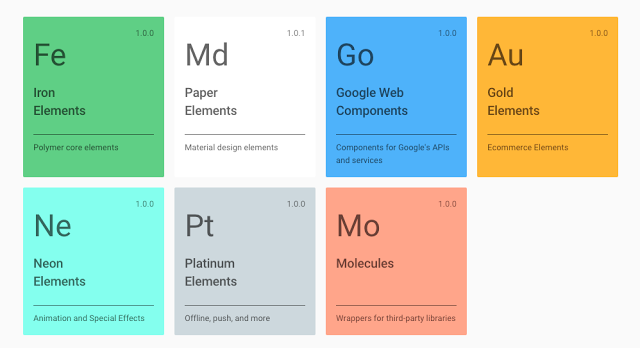 1.0.0
Fe
Iron
Elements
Polymer core elements
1.0.1
Md
Paper
Elements
Material design elements
1.0.0
Go
Google Web
Components
Components for Google's APIs
and services
1.0.0
Au
Gold
Elements
Ecommerce Elements
1.0.0
Ne
Neon
Elements
Animation and Special Effects
1.0.0
Pt
Platinum
Elements
Offline, push, and more
1.0.0
Mo
Molecules
Wrappers for third-party libraries